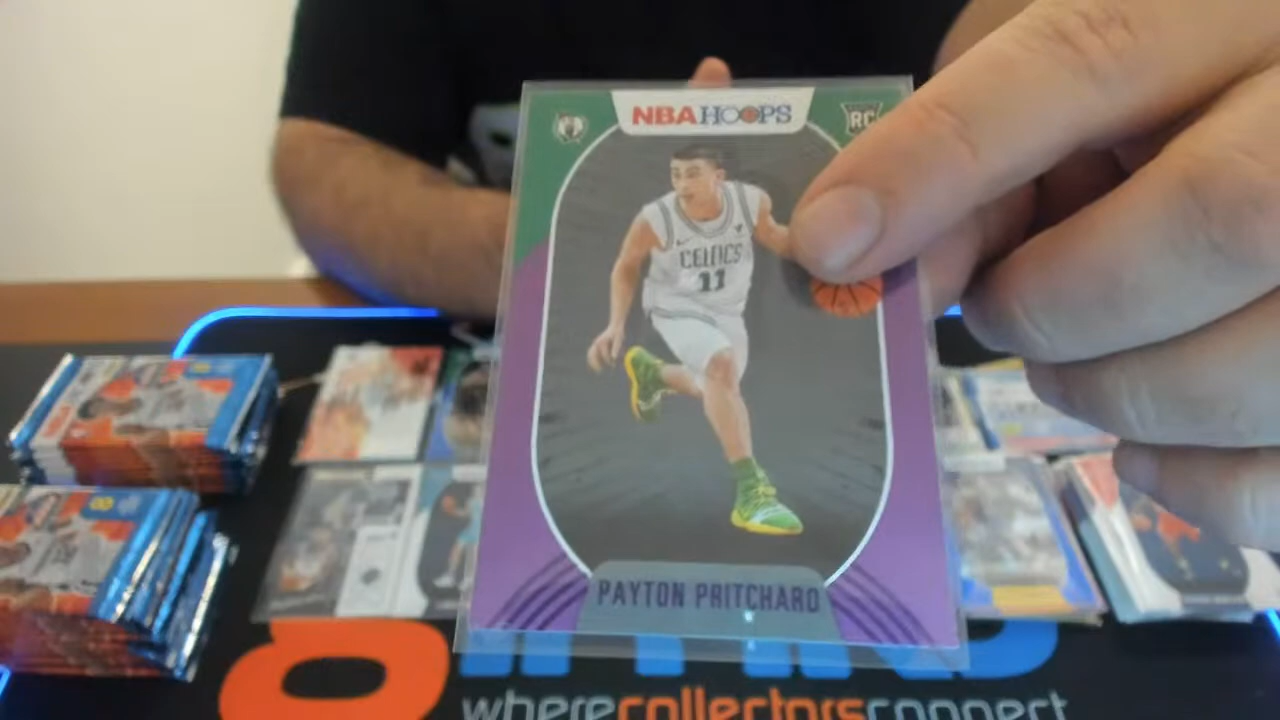 NBA HOOPS
RC
CELTICS
11
PAYTON PRITCHARD
wherecollectorsconnect